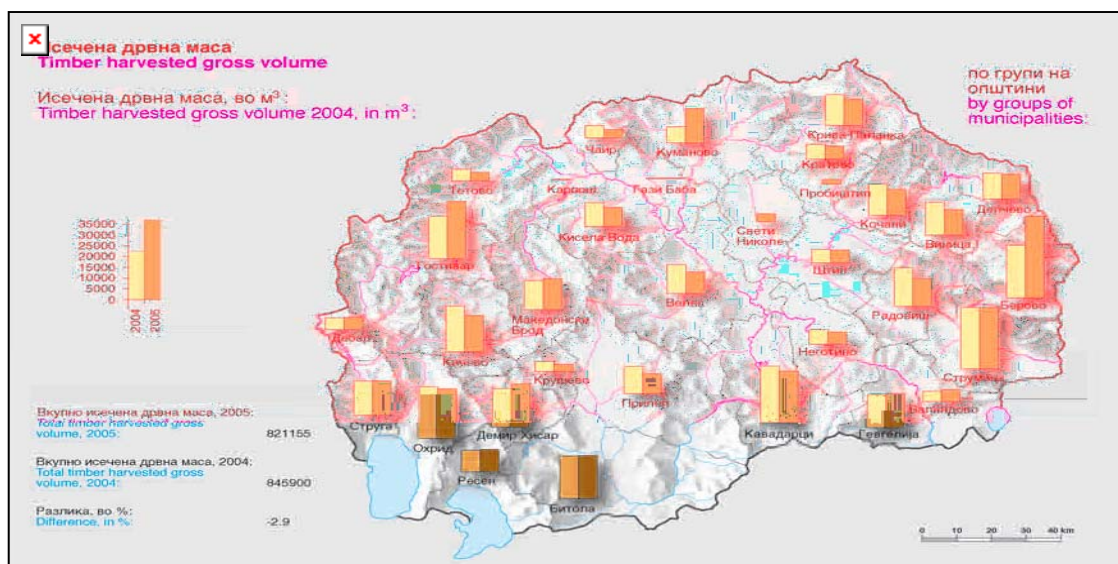 Исечена дрвна маса
Timber harvested gross volume
Исечена дрвна маса, во м³:
Timber harvested gross volume 2004, in m³:
по групи на
општини
by groups of
municipalities:
Крива Паланка
Чаир
Куманово
Кратово
Тетово
Карпош
Гази Баба
Пробиштип
Делчево
Кочани
35000
30000
25000
20000
15000
10000
5000
0
2004
2005
Гостивар
Кисела Вода
Свети
Николе
Виница
Штип
Берово
Македонски
Брод
Велес
Радовиш
Дебар
Кичево
Неготино
Струмица
Крушево
Прилеп
Валандово
Струга
Охрид
Демир Хисар
Кавадарци
Гевгелија
Ресен
Битола
Вкупно исечена дрвна маса, 2005:
Total timber harvested gross
volume, 2005: 821155
Вкупно исечена дрвна маса, 2004:
Total timber harvested gross
volume, 2004: 845900
Разлика, во %:
Difference, in %: -2.9
0 10 20 30 40 km